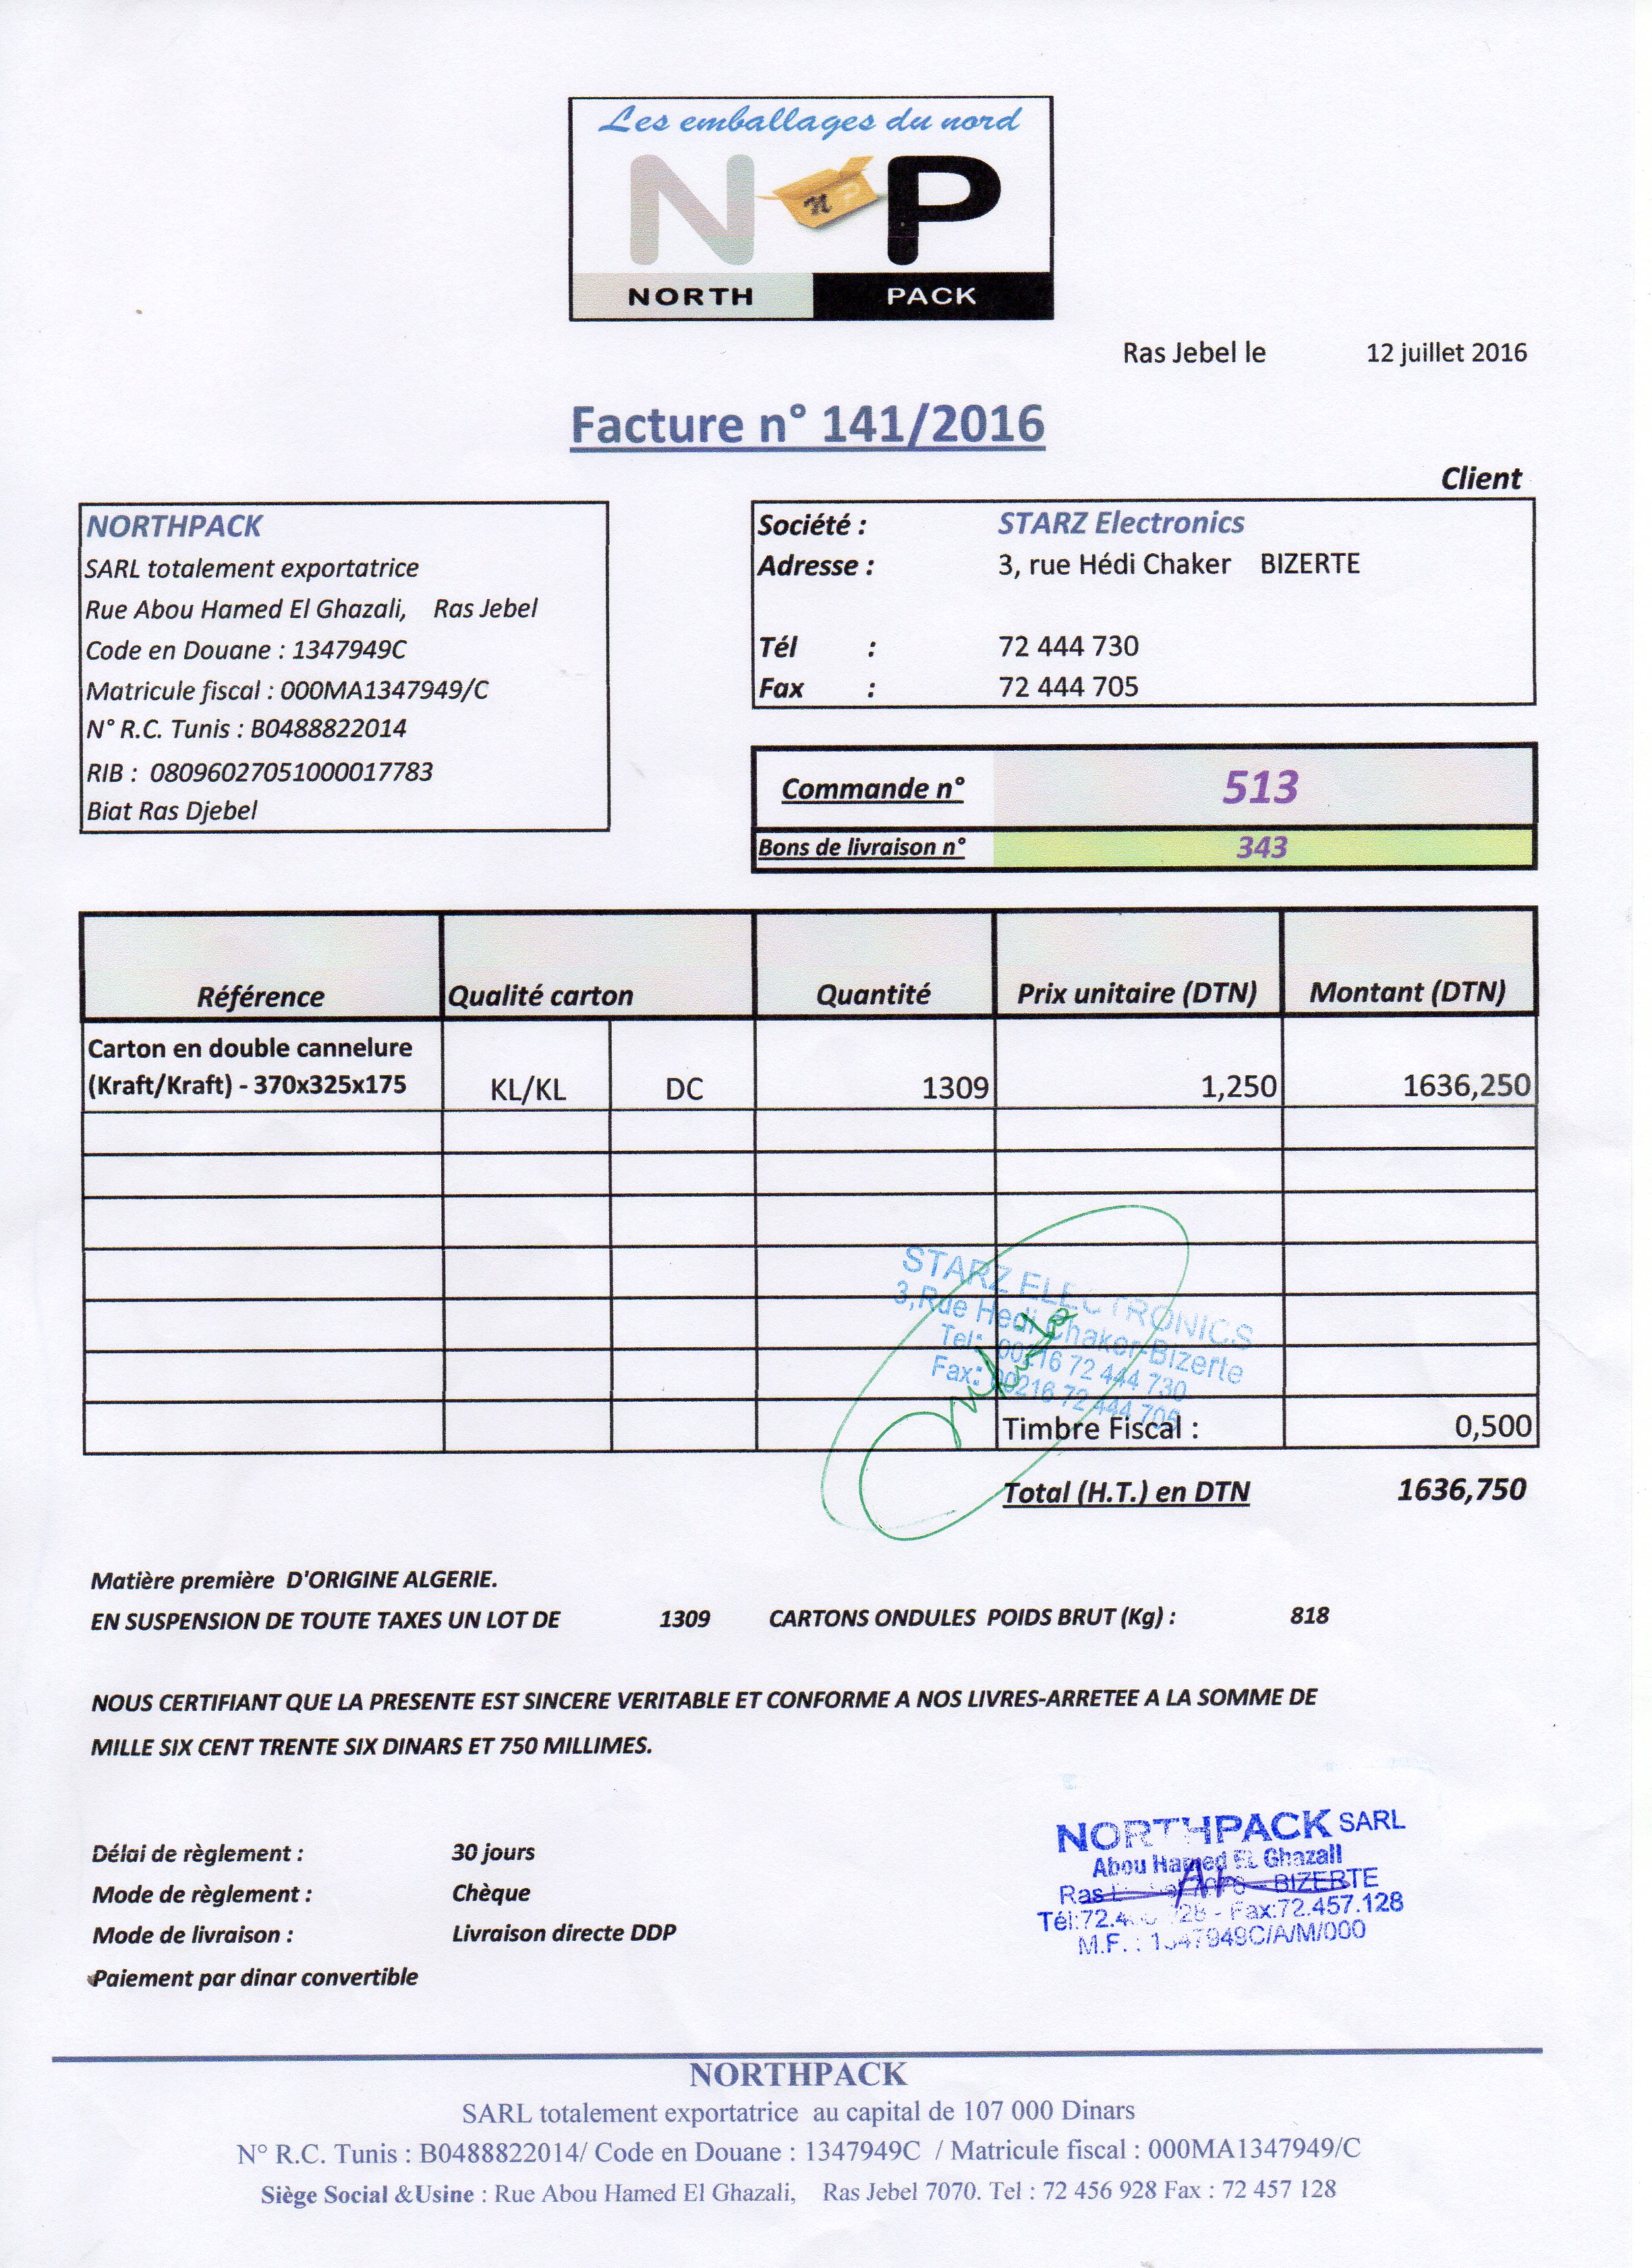 Les emballages du nord
N nP P
NORTH PACK
Ras Jebel le 12 juillet 2016
Facture n° 141/2016
Client
NORTHPACK
SARL totalement exportatrice
Rue Abou Hamed El Ghazali, Ras Jebel
Code en Douane : 1347949C
Matricule fiscal : 000MA1347949/C
N° R.C. Tunis : B0488822014
RIB : 08096027051000017783
Biat Ras Djebel
Société : STARZ Electronics
Adresse : 3, rue Hédi Chaker BIZERTE
Tél : 72 444 730
Fax : 72 444 705
Commande n° 513
Bons de livraison n° 343
Référence Qualité carton Quantité Prix unitaire (DTN) Montant (DTN)
Carton en double cannelure
(Kraft/Kraft) - 370x325x175 KL/KL DC 1309 1,250 1636,250
STARZ ELECTRONICS
3,Rue Hedi Chaker-Bizerte
Tel: 00216 72 444 730
Fax: 00216 72 444 705
Timbre Fiscal : 0,500
Total (H.T.) en DTN 1636,750
Matière première D'ORIGINE ALGERIE.
EN SUSPENSION DE TOUTE TAXES UN LOT DE 1309 CARTONS ONDULES POIDS BRUT (Kg) : 818
NOUS CERTIFIANT QUE LA PRESENTE EST SINCERE VERITABLE ET CONFORME A NOS LIVRES-ARRETEE A LA SOMME DE
MILLE SIX CENT TRENTE SIX DINARS ET 750 MILLIMES.
Délai de règlement : 30 jours
Mode de règlement : Chèque
Mode de livraison : Livraison directe DDP
Paiement par dinar convertible
NORTHPACK SARL
Abou Hamed EL Ghazali
Ras - BIZERTE
Tél:72.4 - Fax:72.457.128
M.F. : 1347949C/A/M/000
NORTHPACK
SARL totalement exportatrice au capital de 107 000 Dinars
N° R.C. Tunis : B0488822014/ Code en Douane : 1347949C / Matricule fiscal : 000MA1347949/C
Siège Social &Usine : Rue Abou Hamed El Ghazali, Ras Jebel 7070. Tel : 72 456 928 Fax : 72 457 128